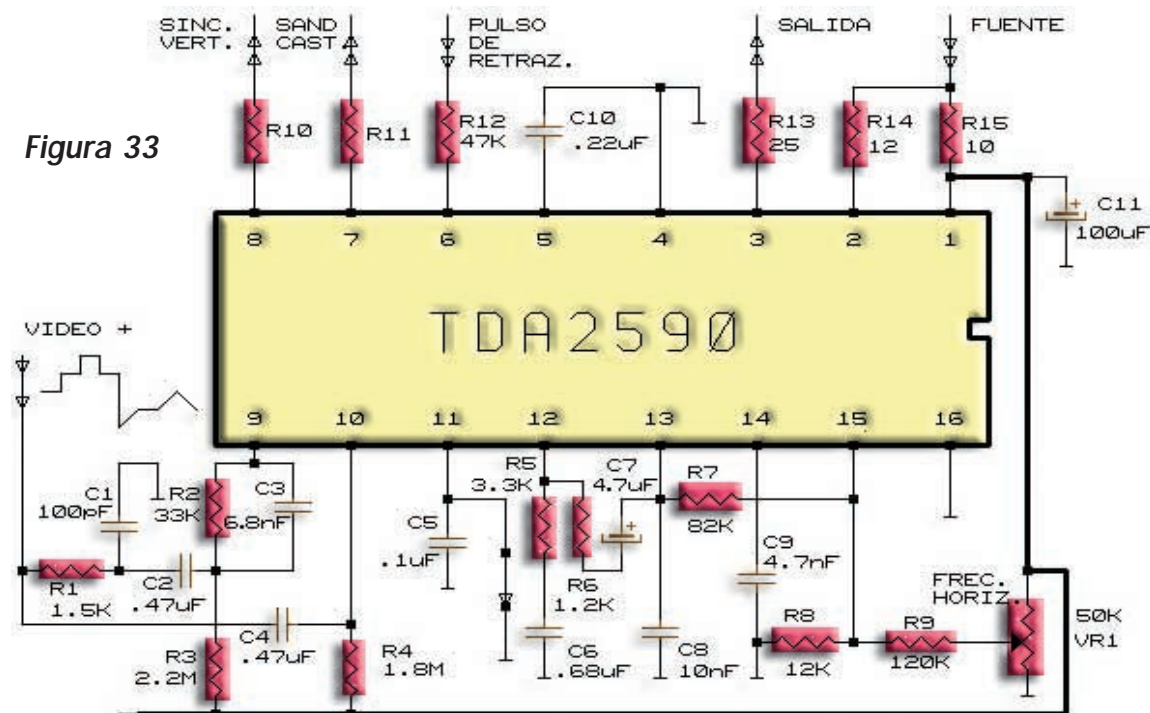 SINC.
VERT.
SAND
CAST
PULSO
DE
RETRAZ.
SALIDA
FUENTE
Figura 33
R10
R11
R12
47K
C10
.22uF
R13
25
R14
12
R15
10
C11
100uF
+
8
7
6
5
4
3
2
1
TDA2590
VIDEO +
9
10
11
12
13
14
15
16
C1
100pF
R2
33K
C3
6.8nF
R1
1.5K
C2
.47uF
C4
.47uF
R3
2.2M
R4
1.8M
C5
.1uF
R5
3.3K
C7
4.7uF
+
R6
1.2K
C6
.68uF
C8
10nF
R7
82K
C9
4.7nF
R8
12K
R9
120K
FREC.
HORIZ.
50K
VR1